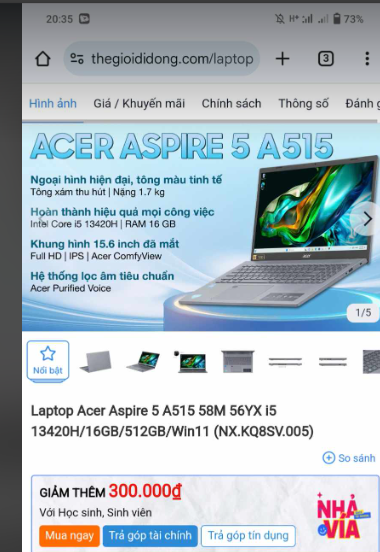 20:35
H+
73%
thegioididong.com/laptop
3
Hình ảnh
Giá / Khuyến mãi
Chính sách
Thông số
Đánh g
ACER ASPIRE 5 A515
Ngoại hình hiện đại, tông màu tinh tế
Tông xám thu hút | Nặng 1.7 kg
Hoàn thành hiệu quả mọi công việc
Intel Core i5 13420H | RAM 16 GB
Khung hình 15.6 inch đã mắt
Full HD | IPS | Acer ComfyView
Hệ thống lọc âm tiêu chuẩn
Acer Purified Voice
acer
1/5
Nổi bật
Laptop Acer Aspire 5 A515 58M 56YX i5
13420H/16GB/512GB/Win11 (NX.KQ8SV.005)
So sánh
GIẢM THÊM 300.000₫
Với Học sinh, Sinh viên
Mua ngay
Trả góp tài chính
Trả góp tín dụng
NHẢ
VÍA